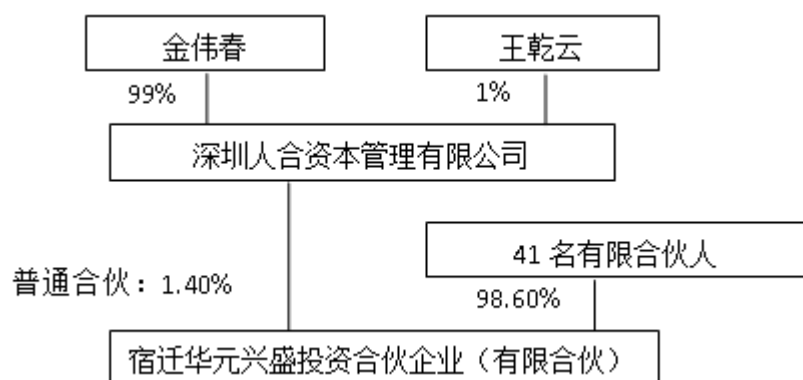 金伟春
王乾云
99%
1%
深圳人合资本管理有限公司
41 名有限合伙人
普通合伙：1.40%
98.60%
宿迁华元兴盛投资合伙企业（有限合伙）